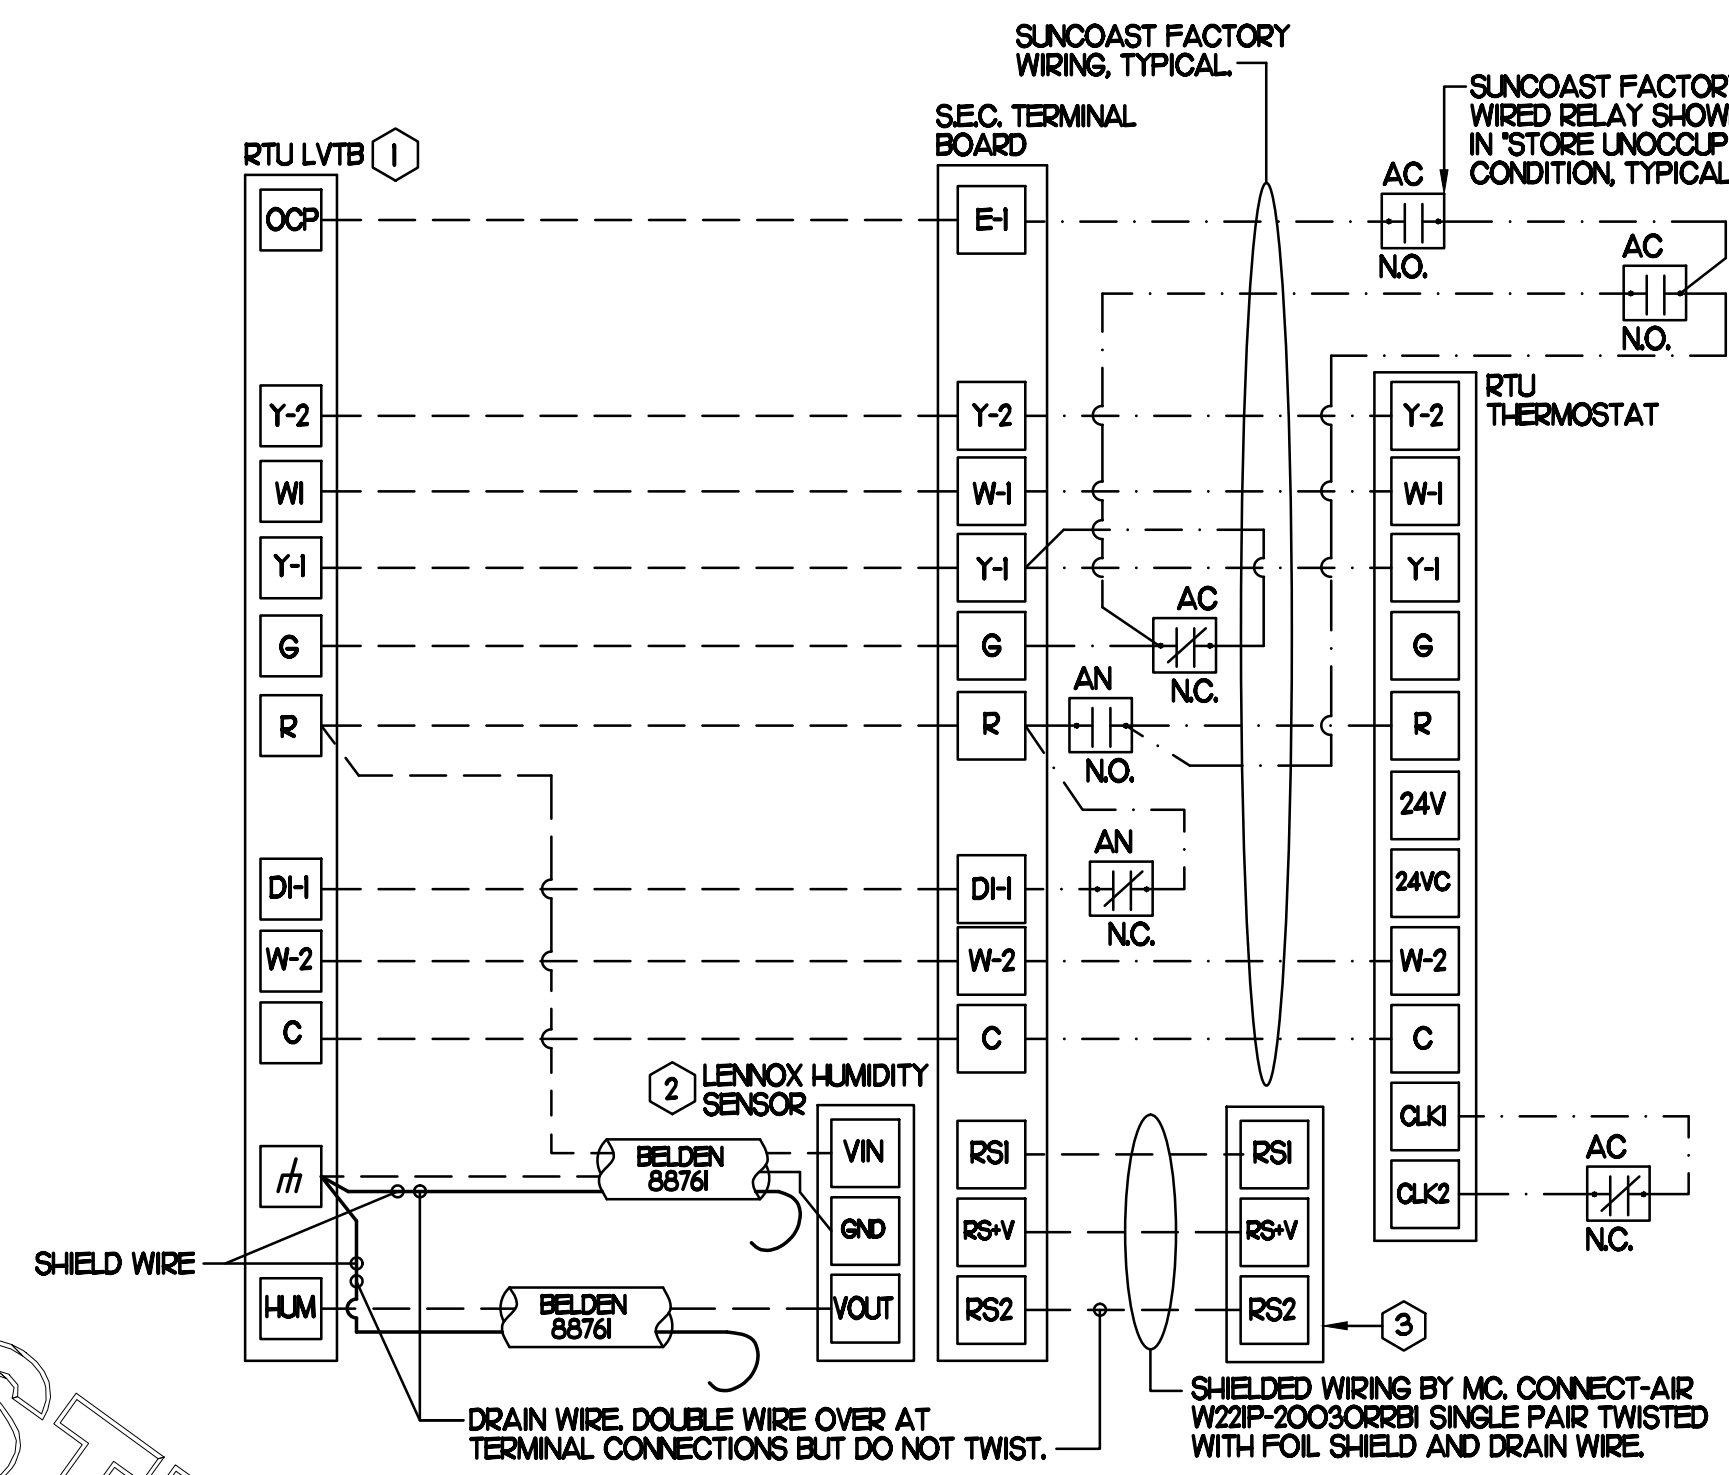 SUNCOAST FACTORY
WIRING, TYPICAL.
SUNCOAST FACTORY
WIRED RELAY SHOW
IN "STORE UNOCCUP
CONDITION, TYPICAL
S.E.C. TERMINAL
BOARD
RTU LVTB
1
AC
N.O.
AC
N.O.
OCP
E-1
RTU
THERMOSTAT
Y-2
Y-2
Y-2
W1
W-1
W-1
Y-1
Y-1
Y-1
AC
N.C.
G
G
G
AN
N.O.
R
R
R
24V
AN
N.C.
24VC
D1-1
D1-1
W-2
W-2
W-2
C
C
C
2
LENNOX HUMIDITY
SENSOR
CLK1
AC
N.C.
CLK2
BELDEN
88761
VIN
RS1
RS1
GND
RS+V
RS+V
SHIELD WIRE
HUM
BELDEN
88761
VOUT
RS2
RS2
3
DRAIN WIRE. DOUBLE WIRE OVER AT
TERMINAL CONNECTIONS BUT DO NOT TWIST.
SHIELDED WIRING BY MC. CONNECT-AIR
W221P-2003ORRB1 SINGLE PAIR TWISTED
WITH FOIL SHIELD AND DRAIN WIRE.